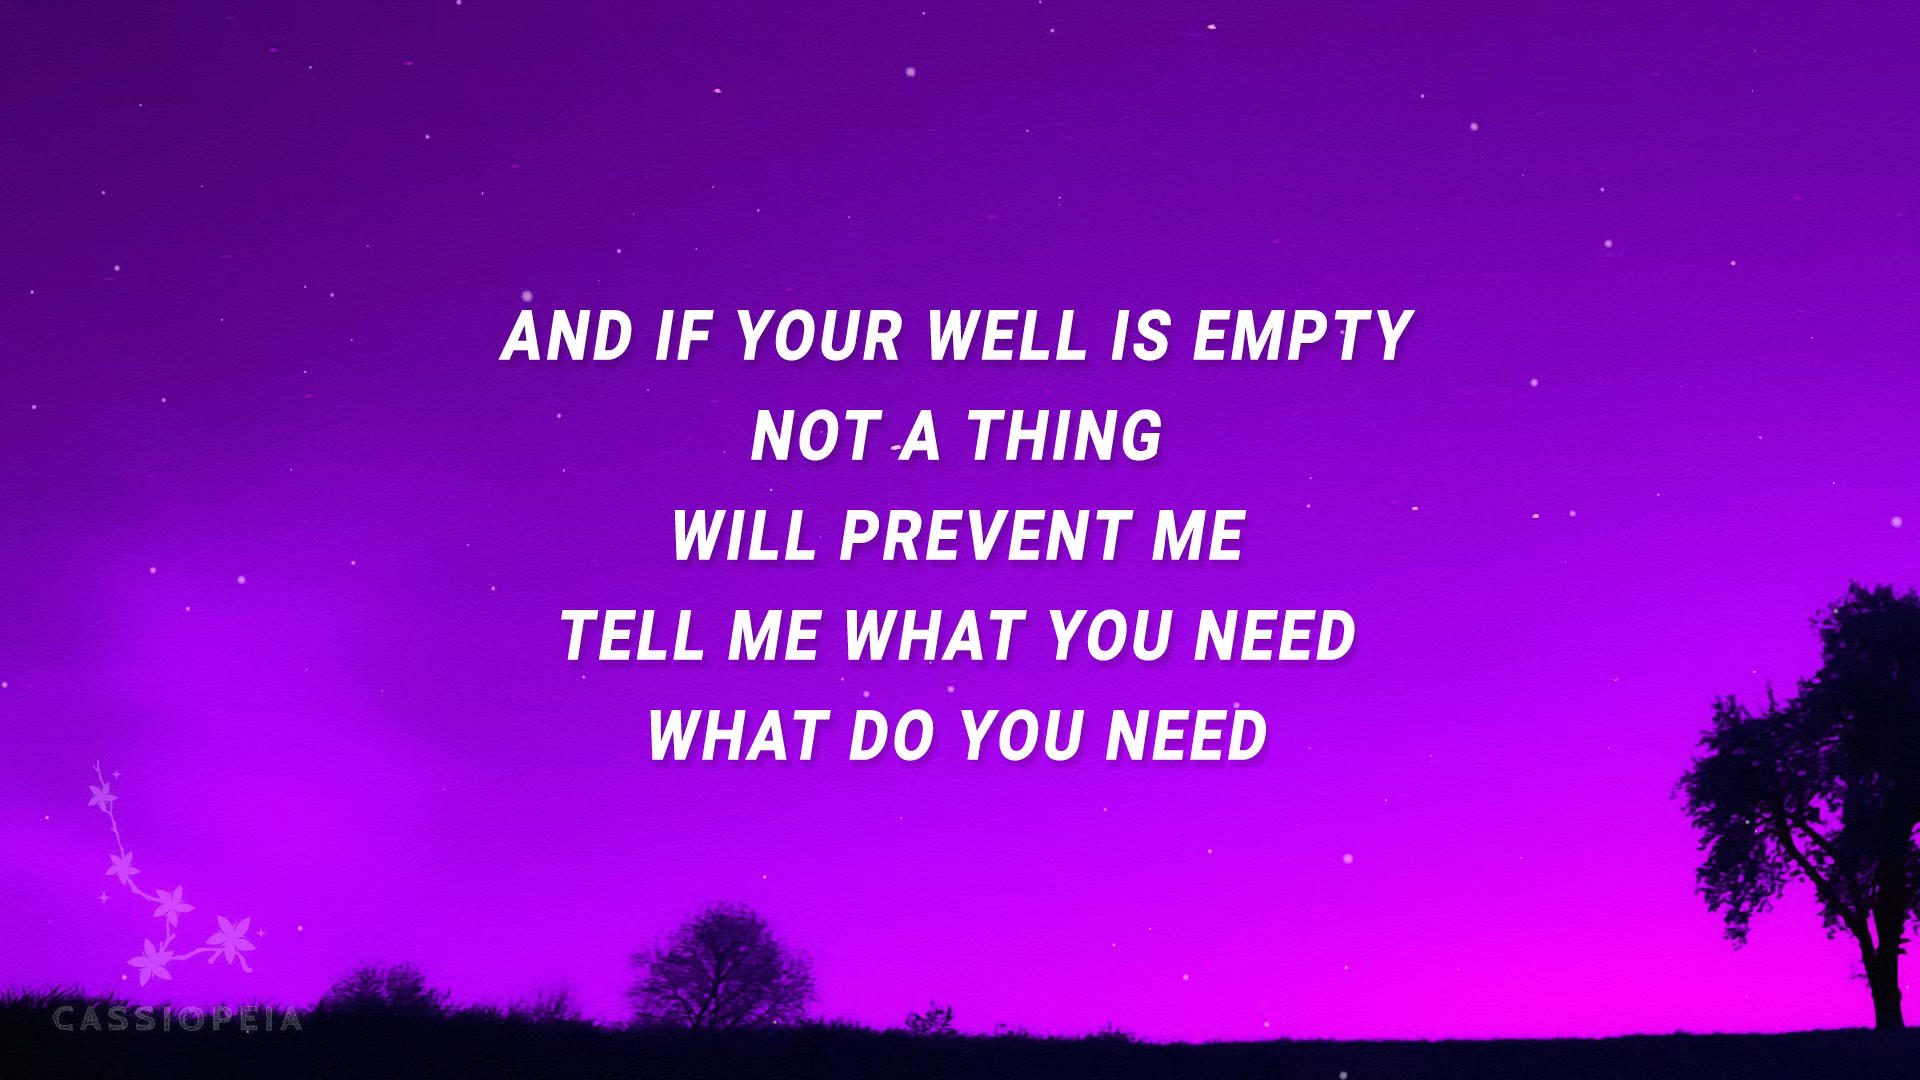 AND IF YOUR WELL IS EMPTY
NOT A THING
WILL PREVENT ME
TELL ME WHAT YOU NEED
WHAT DO YOU NEED
CASSIOPEIA